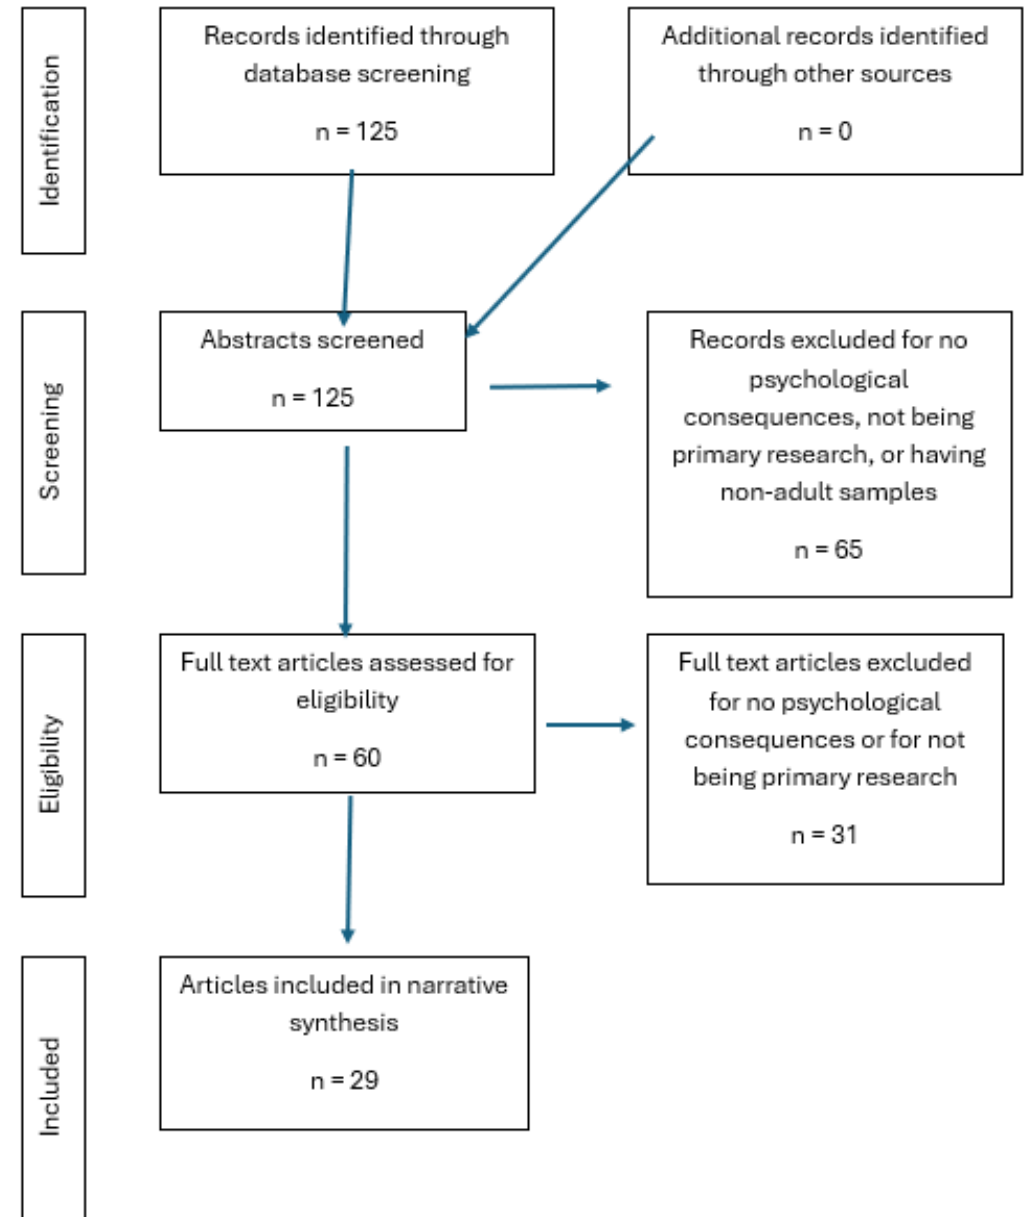 Identification
Records identified through
database screening
n = 125
Additional records identified
through other sources
n = 0
Screening
Abstracts screened
n = 125
Records excluded for no
psychological
consequences, not being
primary research, or having
non-adult samples
n = 65
Eligibility
Full text articles assessed for
eligibility
n = 60
Full text articles excluded
for no psychological
consequences or for not
being primary research
n = 31
Included
Articles included in narrative
synthesis
n = 29